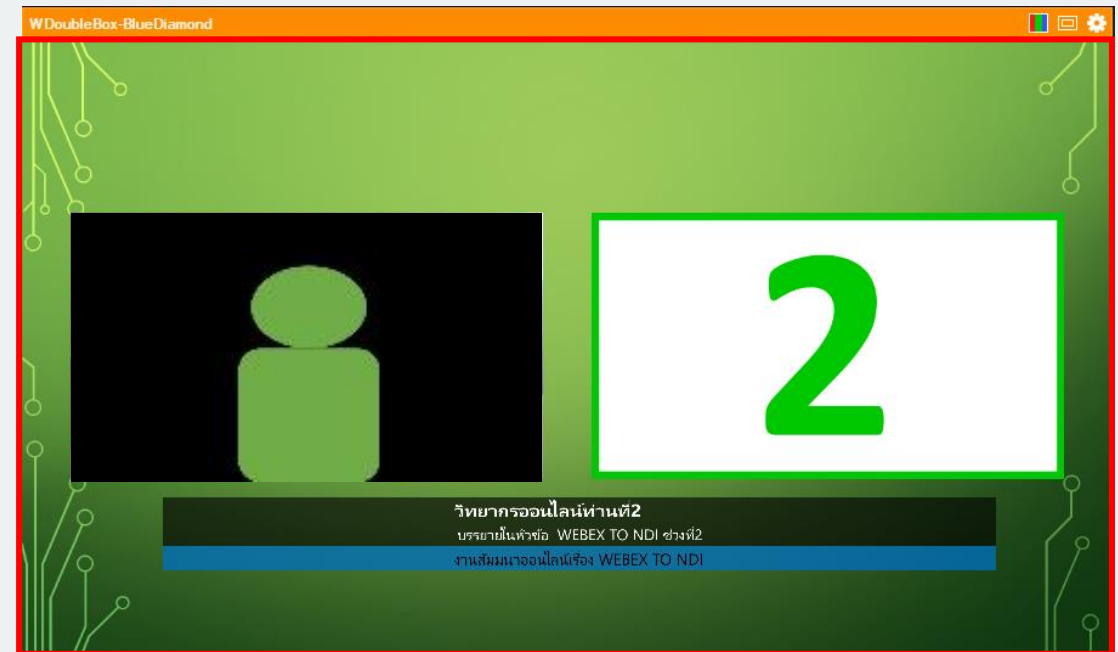 WDoubleBox-BlueDiamond
2
วิทยากรออนไลน์ท่านที่2
บรรยายในหัวข้อ WEBEX TO NDI ช่วงที่2
งานสัมมนาออนไลน์เรื่อง WEBEX TO NDI